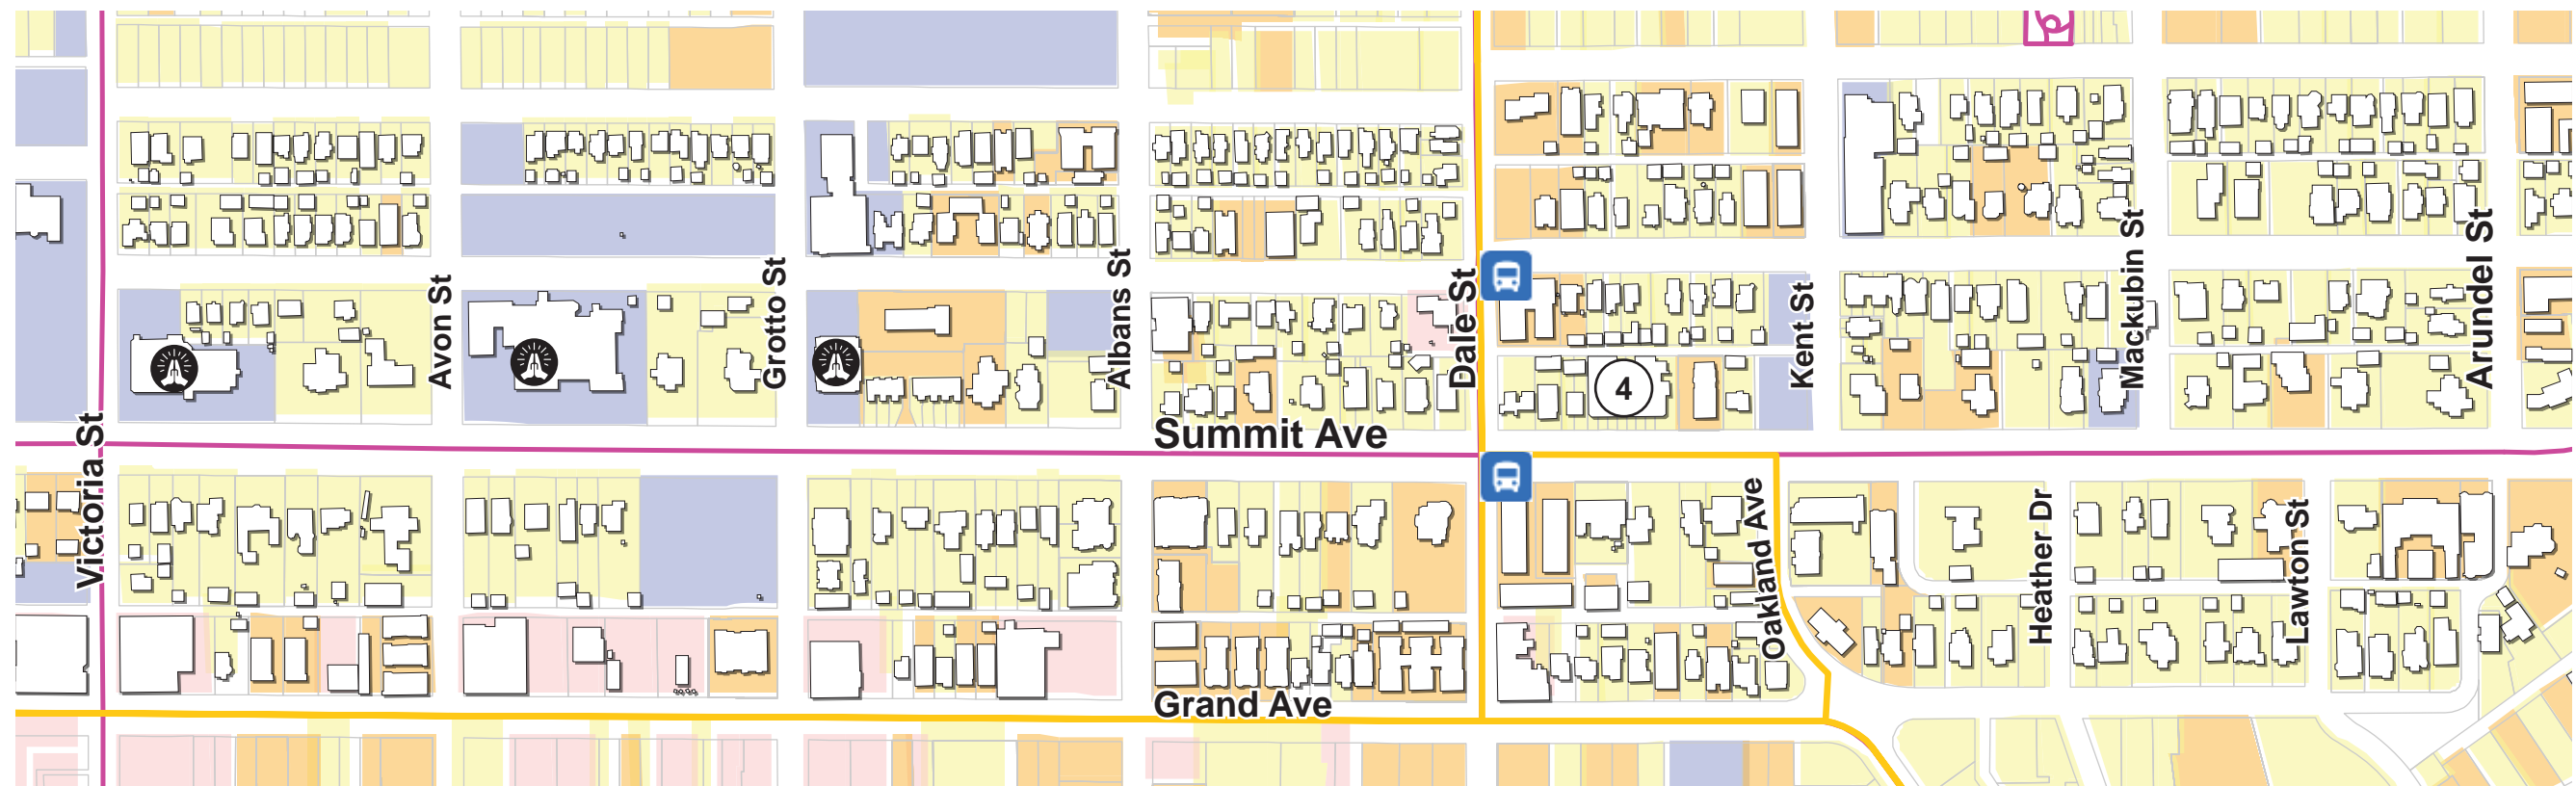 Victoria St
Avon St
Grotto St
Albans St
Dale St
Kent St
Mackubin St
Arundel St
4
Summit Ave
Oakland Ave
Heather Dr
Lawton St
Grand Ave